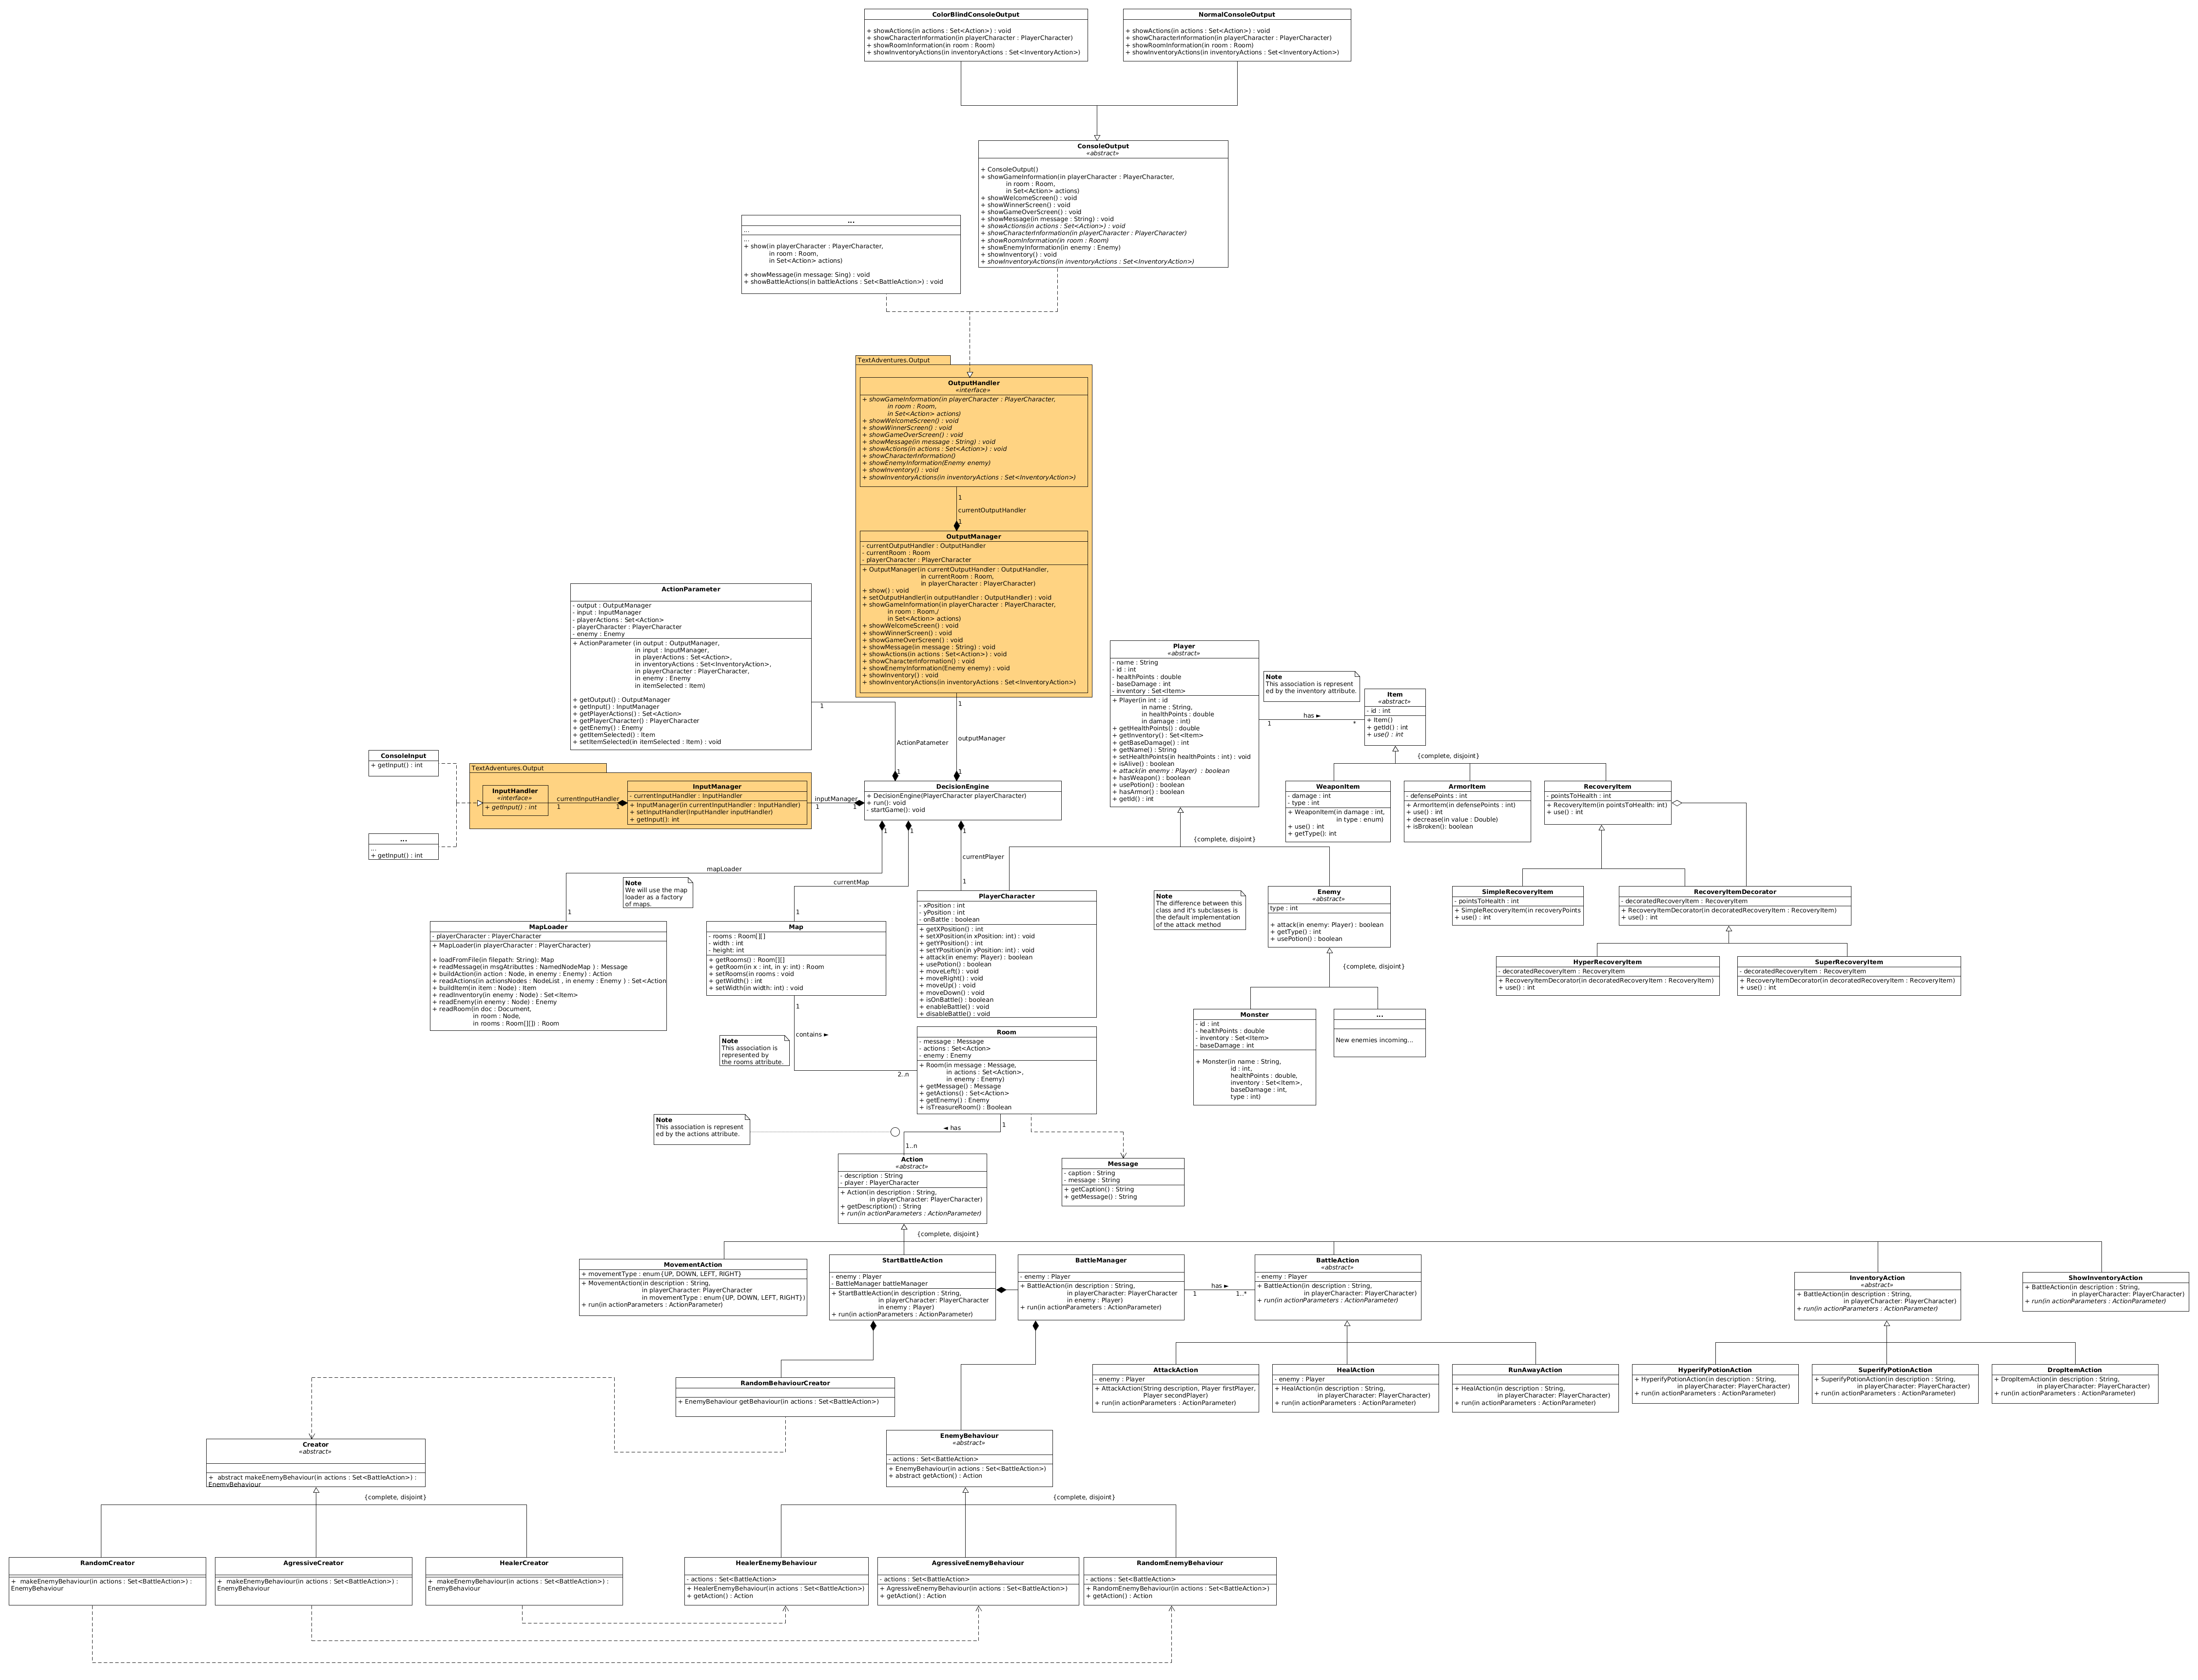 ColorBlindConsoleOutput
+ showActions(in actions : Set<Action>) : void
+ showCharacterInformation(in playerCharacter : PlayerCharacter)
+ showRoomInformation(in room : Room)
+ showInventoryActions(in inventoryActions : Set<InventoryAction>)
NormalConsoleOutput
+ showActions(in actions : Set<Action>) : void
+ showCharacterInformation(in playerCharacter : PlayerCharacter)
+ showRoomInformation(in room : Room)
+ showInventoryActions(in inventoryActions : Set<InventoryAction>)
ConsoleOutput
«abstract»
+ ConsoleOutput()
+ showGameInformation(in playerCharacter : PlayerCharacter,
in room : Room,
in Set<Action> actions)
+ showWelcomeScreen() : void
+ showWinnerScreen() : void
+ showGameOverScreen() : void
+ showMessage(in message : String) : void
+ showActions(in actions : Set<Action>) : void
+ showCharacterInformation(in playerCharacter : PlayerCharacter)
+ showRoomInformation(in room : Room)
+ showEnemyInformation(in enemy : Enemy)
+ showInventory() : void
+ showInventoryActions(in inventoryActions : Set<InventoryAction>)
...
...
...
+ show(in playerCharacter : PlayerCharacter,
in room : Room,
in Set<Action> actions)
+ showMessage(in message: Sing) : void
+ showBattleActions(in battleActions : Set<BattleAction>) : void
TextAdventures.Output
OutputHandler
«interface»
+ showGameInformation(in playerCharacter : PlayerCharacter,
in room : Room,
in Set<Action> actions)
+ showWelcomeScreen() : void
+ showWinnerScreen() : void
+ showGameOverScreen() : void
+ showMessage(in message : String) : void
+ showActions(in actions : Set<Action>) : void
+ showCharacterInformation()
+ showEnemyInformation(Enemy enemy)
+ showInventory() : void
+ showInventoryActions(in inventoryActions : Set<InventoryAction>)
1
currentOutputHandler
1
OutputManager
- currentOutputHandler : OutputHandler
- currentRoom : Room
- playerCharacter : PlayerCharacter
+ OutputManager(in currentOutputHandler : OutputHandler,
in currentRoom : Room,
in playerCharacter : PlayerCharacter)
+ show() : void
+ setOutputHandler(in outputHandler : OutputHandler) : void
+ showGameInformation(in playerCharacter : PlayerCharacter,
in room : Room,/
in Set<Action> actions)
+ showWelcomeScreen() : void
+ showWinnerScreen() : void
+ showGameOverScreen() : void
+ showMessage(in message : String) : void
+ showActions(in actions : Set<Action>) : void
+ showCharacterInformation() : void
+ showEnemyInformation(Enemy enemy) : void
+ showInventory() : void
+ showInventoryActions(in inventoryActions : Set<InventoryAction>)
ActionParameter
- output : OutputManager
- input : InputManager
- playerActions : Set<Action>
- playerCharacter : PlayerCharacter
- enemy : Enemy
+ ActionParameter (in output : OutputManager,
in input : InputManager,
in playerActions : Set<Action>,
in inventoryActions : Set<InventoryAction>,
in playerCharacter : PlayerCharacter,
in enemy : Enemy
in itemSelected : Item)
+ getOutput() : OutputManager
+ getInput() : InputManager
+ getPlayerActions() : Set<Action>
+ getPlayerCharacter() : PlayerCharacter
+ getEnemy() : Enemy
+ getItemSelected() : Item
+ setItemSelected(in itemSelected : Item) : void
1
ActionPatameter
1
1
outputManager
1
ConsoleInput
+ getInput() : int
...
...
+ getInput() : int
TextAdventures.Output
InputHandler
«interface»
+ getInput() : int
currentInputHandler
1
1
InputManager
- currentInputHandler : InputHandler
+ InputManager(in currentInputHandler : InputHandler)
+ setInputHandler(InputHandler inputHandler)
+ getInput(): int
inputManager
1
1
DecisionEngine
+ DecisionEngine(PlayerCharacter playerCharacter)
+ run(): void
- startGame(): void
Player
«abstract»
- name : String
- id : int
- healthPoints : double
- baseDamage : int
- inventory : Set<Item>
+ Player(in int : id
in name : String,
in healthPoints : double
in damage : int)
+ getHealthPoints() : double
+ getInventory() : Set<Item>
+ getBaseDamage() : int
+ getName() : String
+ setHealthPoints(in healthPoints : int) : void
+ isAlive() : boolean
+ attack(in enemy : Player) : boolean
+ hasWeapon() : boolean
+ usePotion() : boolean
+ hasArmor() : boolean
+ getId() : int
Note
This association is represent
ed by the inventory attribute.
has ►
1
*
Item
«abstract»
- id : int
+ Item()
+ getId() : int
+ use() : int
{complete, disjoint}
WeaponItem
- damage : int
- type : int
+ WeaponItem(in damage : int,
in type : enum)
+ use() : int
+ getType(): int
ArmorItem
- defensePoints : int
+ ArmorItem(in defensePoints : int)
+ use() : int
+ decrease(in value : Double)
+ isBroken(): boolean
RecoveryItem
- pointsToHealth : int
+ RecoveryItem(in pointsToHealth: int)
+ use() : int
SimpleRecoveryItem
- pointsToHealth : int
+ SimpleRecoveryItem(in recoveryPoints
+ use() : int
RecoveryItemDecorator
- decoratedRecoveryItem : RecoveryItem
+ RecoveryItemDecorator(in decoratedRecoveryItem : RecoveryItem)
+ use() : int
HyperRecoveryItem
- decoratedRecoveryItem : RecoveryItem
+ RecoveryItemDecorator(in decoratedRecoveryItem : RecoveryItem)
+ use() : int
SuperRecoveryItem
- decoratedRecoveryItem : RecoveryItem
+ RecoveryItemDecorator(in decoratedRecoveryItem : RecoveryItem)
+ use() : int
{complete, disjoint}
1
mapLoader
1
1
currentMap
1
1
currentPlayer
1
Note
We will use the map
loader as a factory
of maps.
MapLoader
- playerCharacter : PlayerCharacter
+ MapLoader(in playerCharacter : PlayerCharacter)
+ loadFromFile(in filepath: String): Map
+ readMessage(in msgAtributtes : NamedNodeMap ) : Message
+ buildAction(in action : Node, in enemy : Enemy) : Action
+ readActions(in actionsNodes : NodeList , in enemy : Enemy ) : Set<Action
+ buildItem(in item : Node) : Item
+ readInventory(in enemy : Node) : Set<Item>
+ readEnemy(in enemy : Node) : Enemy
+ readRoom(in doc : Document,
in room : Node,
in rooms : Room[][]) : Room
Map
- rooms : Room[][]
- width : int
- height: int
+ getRooms() : Room[][]
+ getRoom(in x : int, in y: int) : Room
+ setRooms(in rooms : void
+ getWidth() : int
+ setWidth(in width: int) : void
PlayerCharacter
- xPosition : int
- yPosition : int
- onBattle : boolean
+ getXPosition() : int
+ setXPosition(in xPosition: int) : void
+ getYPosition() : int
+ setYPosition(in yPosition: int) : void
+ attack(in enemy: Player) : boolean
+ usePotion() : boolean
+ moveLeft() : void
+ moveRight() : void
+ moveUp() : void
+ moveDown() : void
+ isOnBattle() : boolean
+ enableBattle() : void
+ disableBattle() : void
Note
The difference between this
class and it's subclasses is
the default implementation
of the attack method
Enemy
«abstract»
type : int
+ attack(in enemy: Player) : boolean
+ getType() : int
+ usePotion() : boolean
{complete, disjoint}
Monster
- id : int
- healthPoints : double
- inventory : Set<Item>
- baseDamage : int
+ Monster(in name : String,
id : int,
healthPoints : double,
inventory : Set<Item>,
baseDamage : int,
type : int)
...
New enemies incoming...
1
contains ►
2..n
Note
This association is
represented by
the rooms attribute.
Room
- message : Message
- actions : Set<Action>
- enemy : Enemy
+ Room(in message : Message,
in actions : Set<Action>,
in enemy : Enemy)
+ getMessage() : Message
+ getActions() : Set<Action>
+ getEnemy() : Enemy
+ isTreasureRoom() : Boolean
Note
This association is represent
ed by the actions attribute.
◄ has
1
1..n
Action
«abstract»
- description : String
- player : PlayerCharacter
+ Action(in description : String,
in playerCharacter: PlayerCharacter)
+ getDescription() : String
+ run(in actionParameters : ActionParameter)
Message
- caption : String
- message : String
+ getCaption() : String
+ getMessage() : String
{complete, disjoint}
MovementAction
+ movementType : enum{UP, DOWN, LEFT, RIGHT}
+ MovementAction(in description : String,
in playerCharacter: PlayerCharacter
in movementType : enum{UP, DOWN, LEFT, RIGHT})
+ run(in actionParameters : ActionParameter)
StartBattleAction
- enemy : Player
- BattleManager battleManager
+ StartBattleAction(in description : String,
in playerCharacter: PlayerCharacter
in enemy : Player)
+ run(in actionParameters : ActionParameter)
BattleManager
- enemy : Player
+ BattleAction(in description : String,
in playerCharacter: PlayerCharacter
in enemy : Player)
+ run(in actionParameters : ActionParameter)
has ►
1
1..*
BattleAction
«abstract»
- enemy : Player
+ BattleAction(in description : String,
in playerCharacter: PlayerCharacter)
+ run(in actionParameters : ActionParameter)
InventoryAction
«abstract»
+ BattleAction(in description : String,
in playerCharacter: PlayerCharacter)
+ run(in actionParameters : ActionParameter)
ShowInventoryAction
+ BattleAction(in description : String,
in playerCharacter: PlayerCharacter)
+ run(in actionParameters : ActionParameter)
AttackAction
- enemy : Player
+ AttackAction(String description, Player firstPlayer,
Player secondPlayer)
+ run(in actionParameters : ActionParameter)
HealAction
- enemy : Player
+ HealAction(in description : String,
in playerCharacter: PlayerCharacter)
+ run(in actionParameters : ActionParameter)
RunAwayAction
+ HealAction(in description : String,
in playerCharacter: PlayerCharacter)
+ run(in actionParameters : ActionParameter)
HyperifyPotionAction
+ HyperifyPotionAction(in description : String,
in playerCharacter: PlayerCharacter)
+ run(in actionParameters : ActionParameter)
SuperifyPotionAction
+ SuperifyPotionAction(in description : String,
in playerCharacter: PlayerCharacter)
+ run(in actionParameters : ActionParameter)
DropItemAction
+ DropItemAction(in description : String,
in playerCharacter: PlayerCharacter)
+ run(in actionParameters : ActionParameter)
RandomBehaviourCreator
+ EnemyBehaviour getBehaviour(in actions : Set<BattleAction>)
Creator
«abstract»
+ abstract makeEnemyBehaviour(in actions : Set<BattleAction>) :
EnemyBehaviour
{complete, disjoint}
EnemyBehaviour
«abstract»
- actions : Set<BattleAction>
+ EnemyBehaviour(in actions : Set<BattleAction>)
+ abstract getAction() : Action
{complete, disjoint}
RandomCreator
+ makeEnemyBehaviour(in actions : Set<BattleAction>) :
EnemyBehaviour
AgressiveCreator
+ makeEnemyBehaviour(in actions : Set<BattleAction>) :
EnemyBehaviour
HealerCreator
+ makeEnemyBehaviour(in actions : Set<BattleAction>) :
EnemyBehaviour
HealerEnemyBehaviour
- actions : Set<BattleAction>
+ HealerEnemyBehaviour(in actions : Set<BattleAction>)
+ getAction() : Action
AgressiveEnemyBehaviour
- actions : Set<BattleAction>
+ AgressiveEnemyBehaviour(in actions : Set<BattleAction>)
+ getAction() : Action
RandomEnemyBehaviour
- actions : Set<BattleAction>
+ RandomEnemyBehaviour(in actions : Set<BattleAction>)
+ getAction() : Action